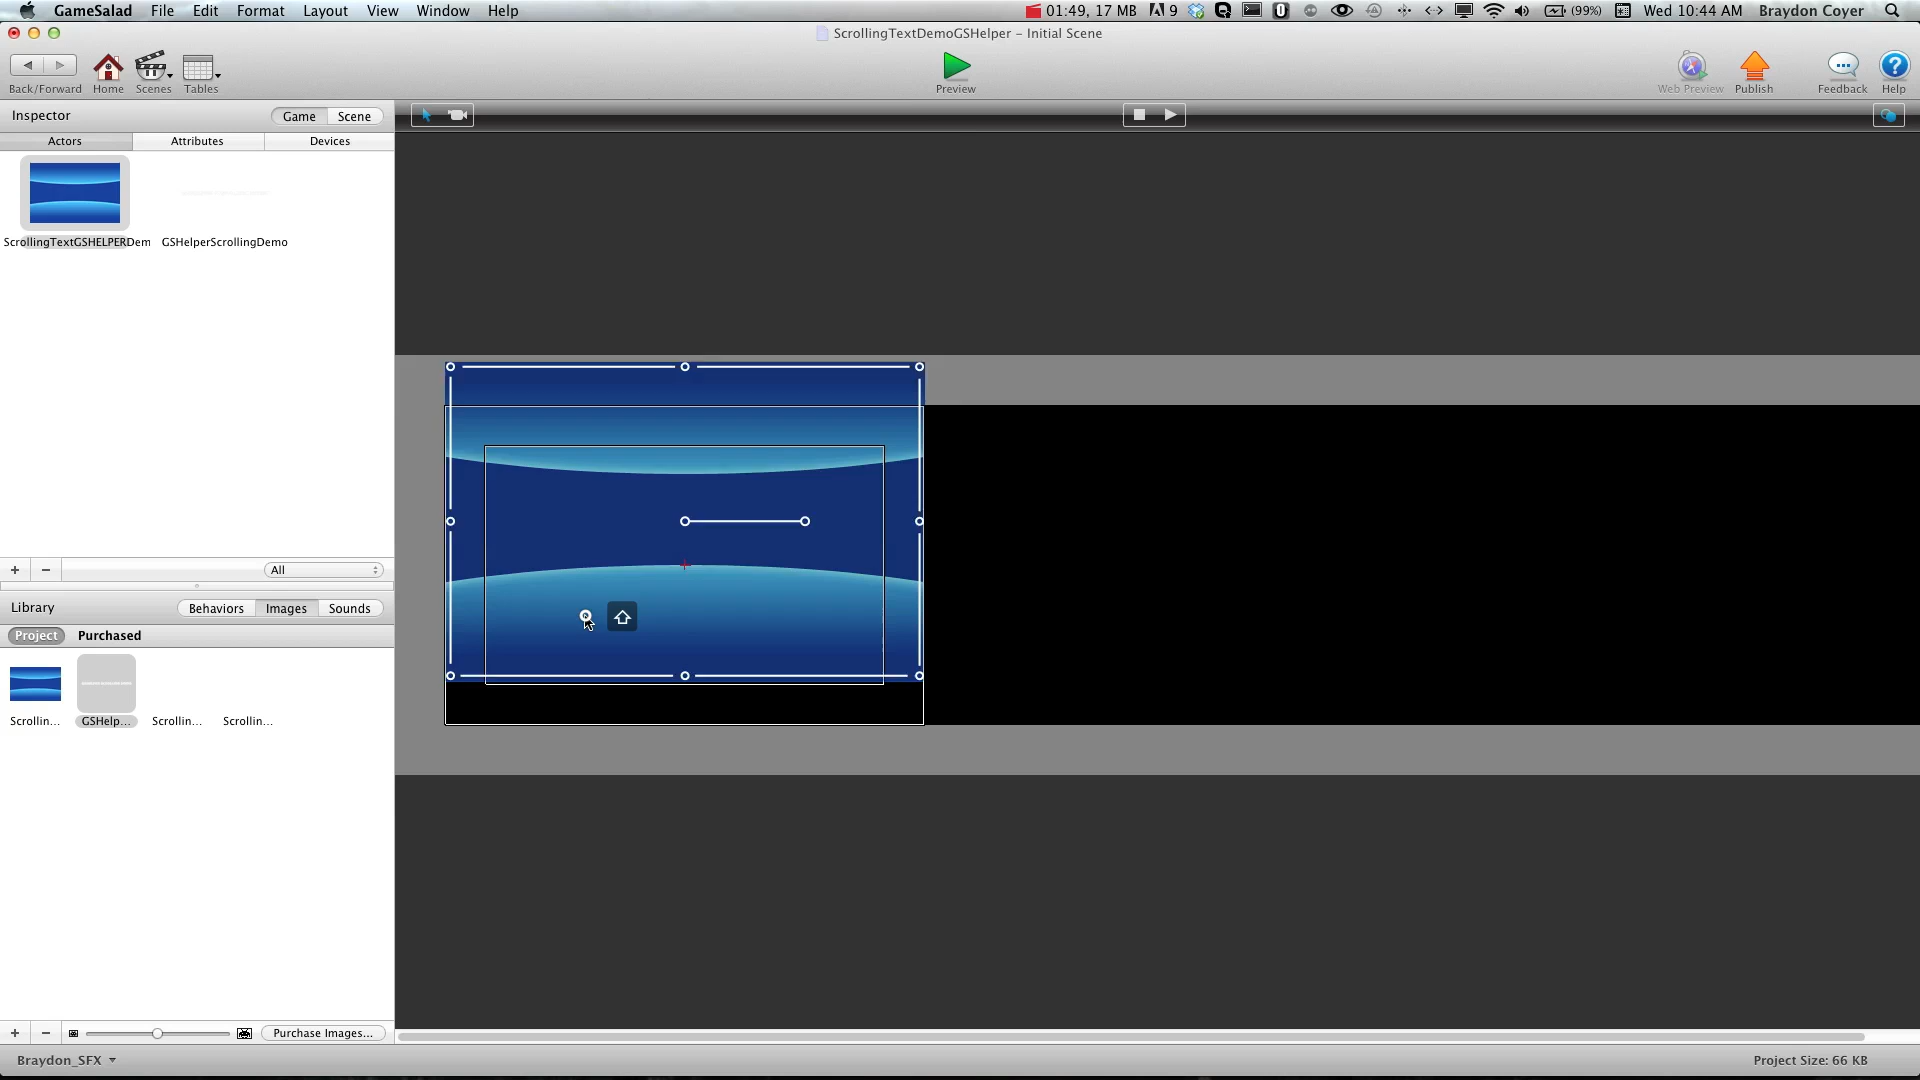 GameSalad File Edit Format Layout View Window Help 01:49, 17 MB 9 (99%) Wed 10:44 AM Braydon Coyer
ScrollingTextDemoGSHelper – Initial Scene
Back/Forward Home Scenes Tables Preview Web Preview Publish Feedback Help
Inspector Game Scene
Actors Attributes Devices
ScrollingTextGSHELPERDem GSHelperScrollingDemo
All
Library Behaviors Images Sounds
Project Purchased
Scrollin... GSHelp... Scrollin... Scrollin...
Purchase Images...
Braydon_SFX Project Size: 66 KB